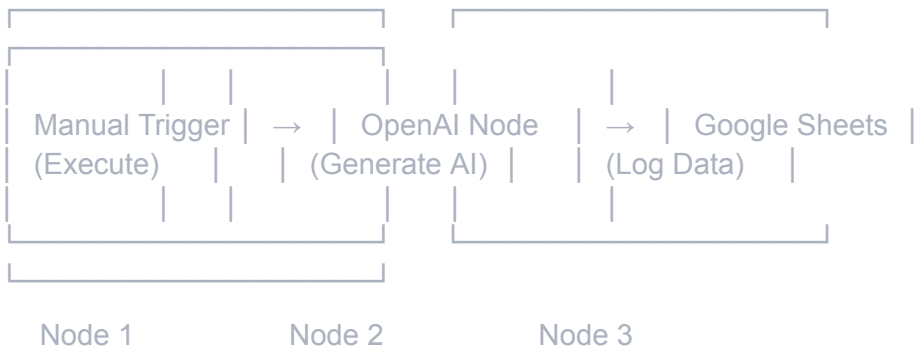 Manual Trigger │ → │ OpenAI Node │ → │ Google Sheets │
(Execute) │ │ (Generate AI) │ │ (Log Data) │
Node 1 Node 2 Node 3